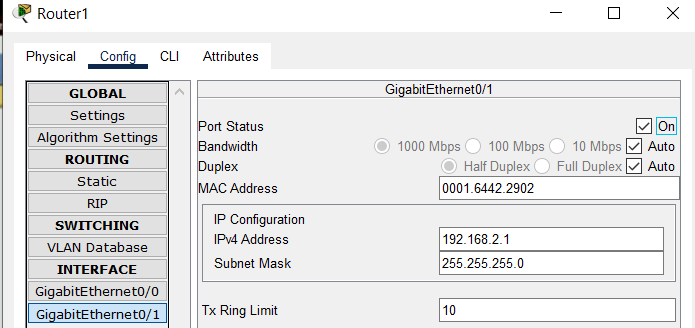 Router1
Physical Config CLI Attributes
GLOBAL
Settings
Algorithm Settings
ROUTING
Static
RIP
SWITCHING
VLAN Database
INTERFACE
GigabitEthernet0/0
GigabitEthernet0/1
GigabitEthernet0/1
Port Status On
Bandwidth 1000 Mbps 100 Mbps 10 Mbps Auto
Duplex Half Duplex Full Duplex Auto
MAC Address 0001.6442.2902
IP Configuration
IPv4 Address 192.168.2.1
Subnet Mask 255.255.255.0
Tx Ring Limit 10